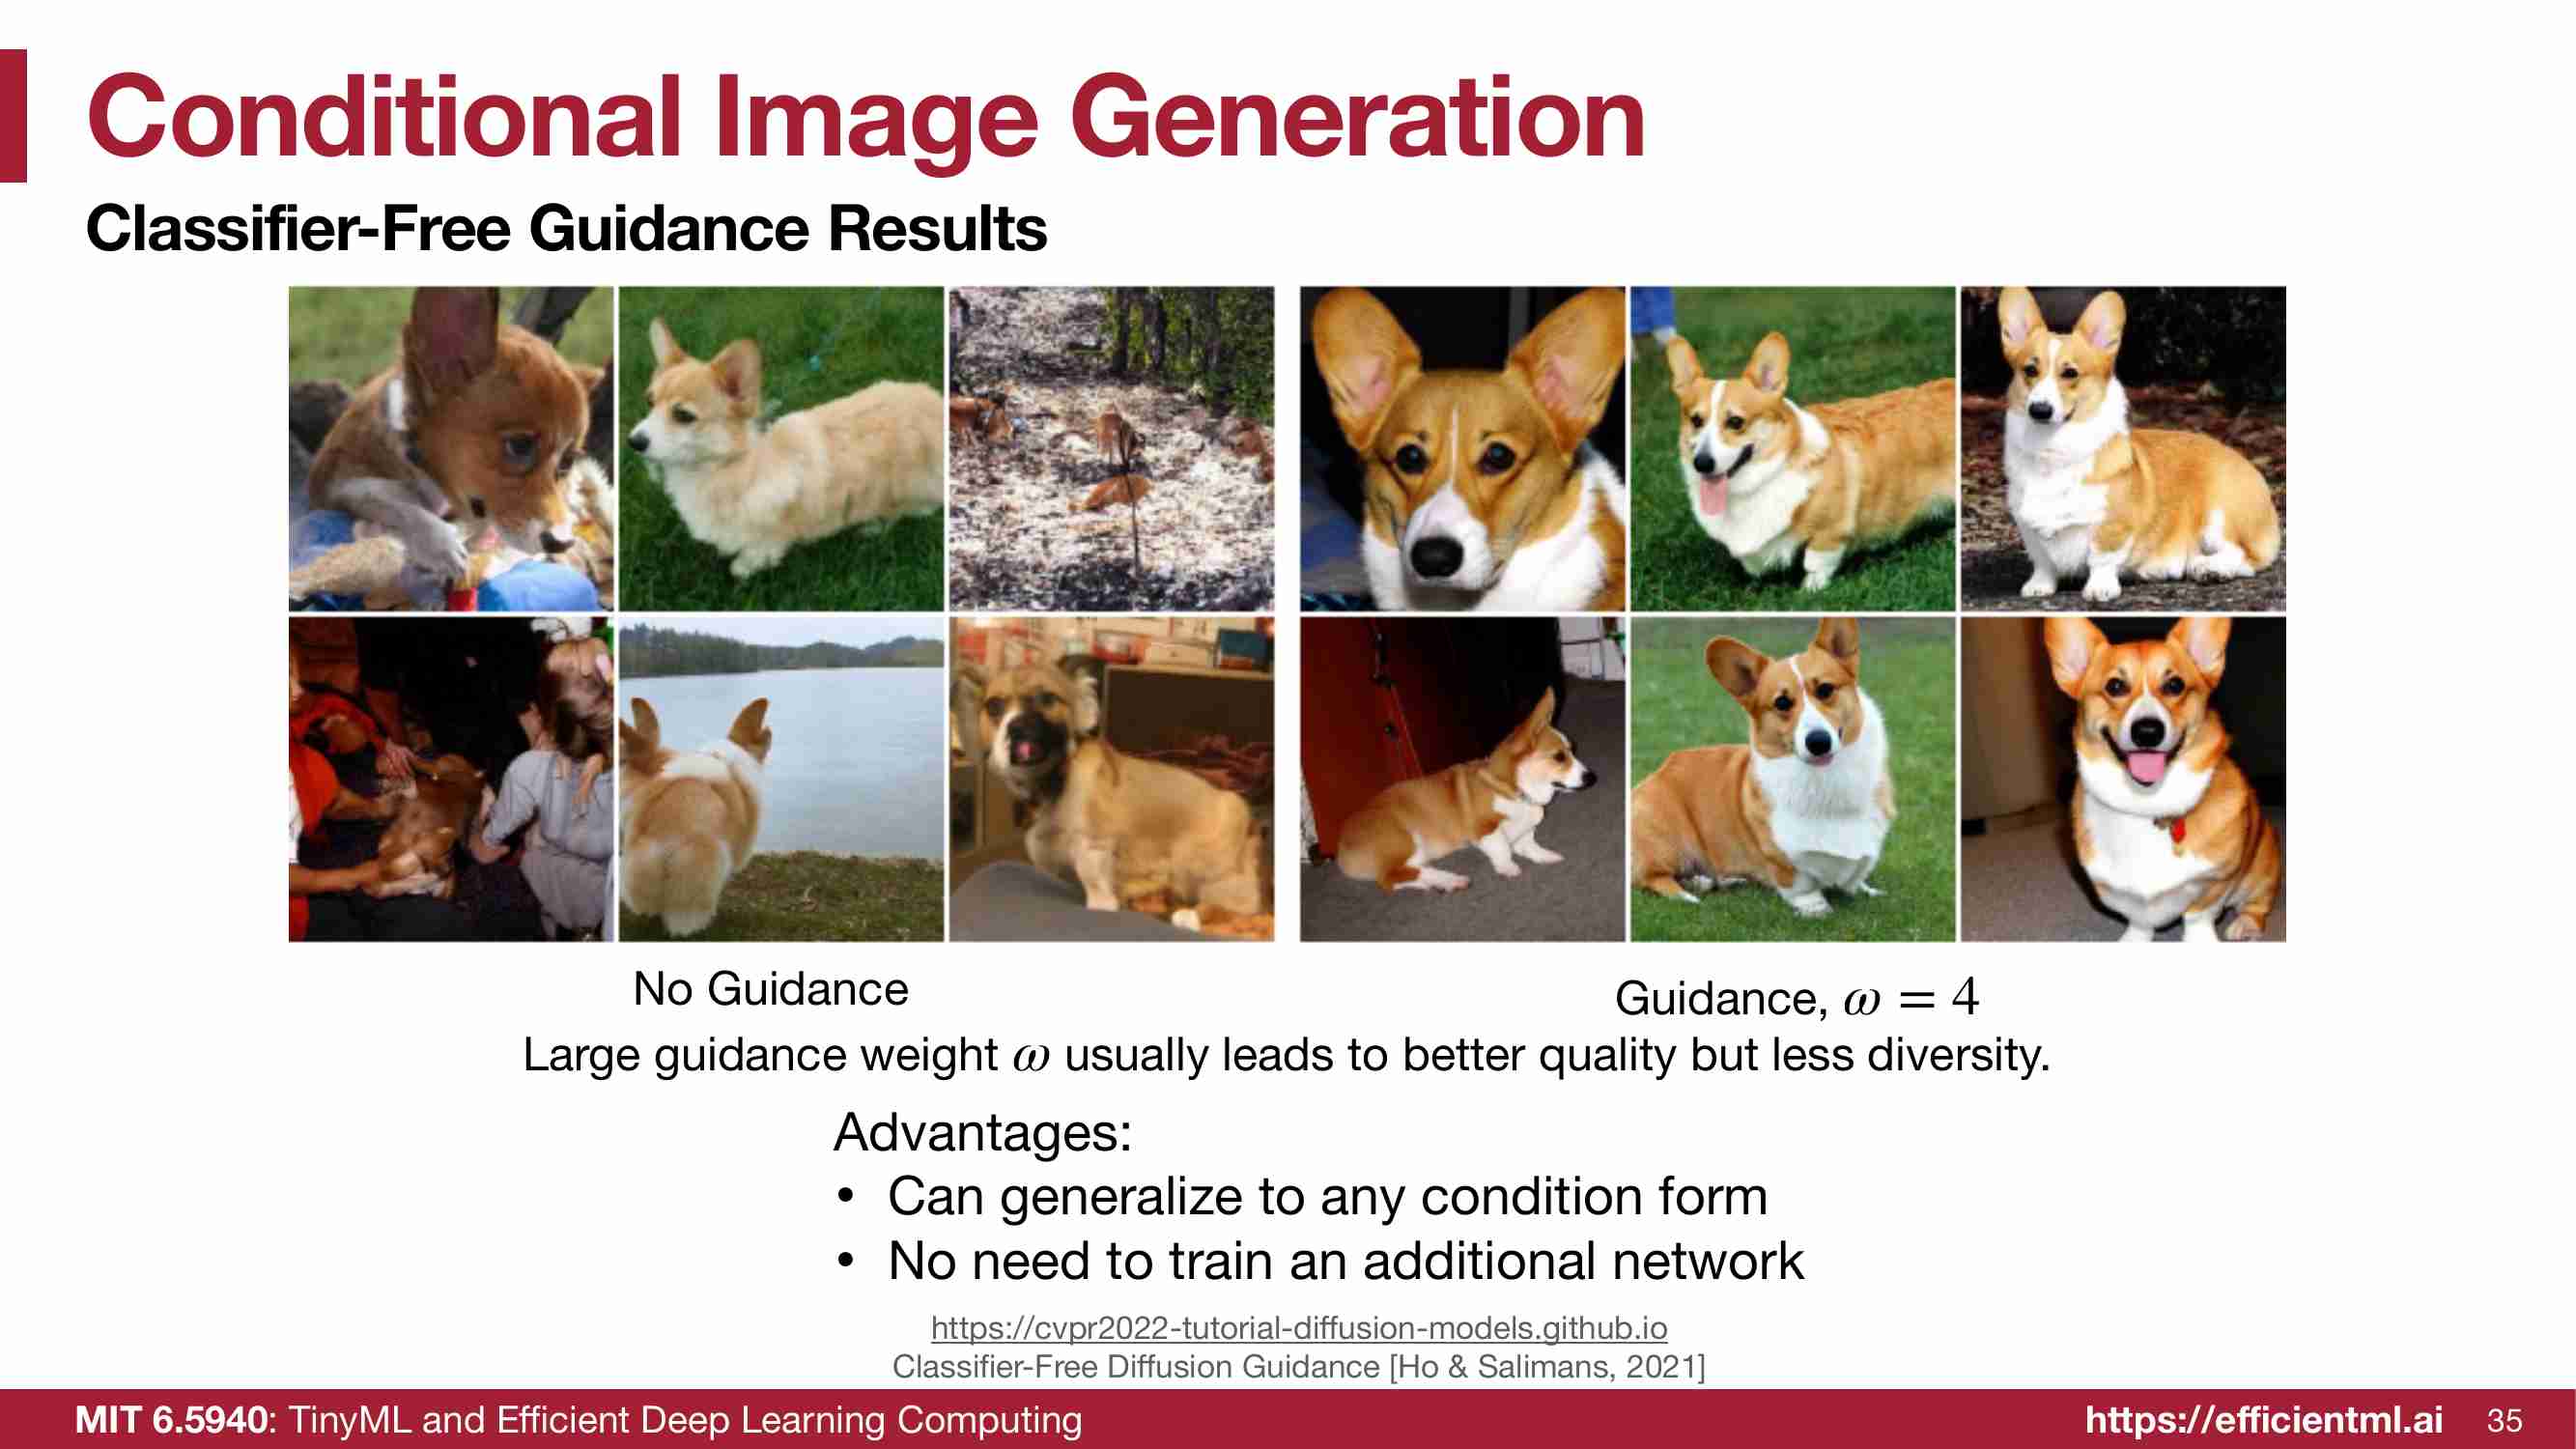 Conditional Image Generation
Classifier-Free Guidance Results
No Guidance
Guidance, ω = 4
Large guidance weight ω usually leads to better quality but less diversity.
Advantages:
• Can generalize to any condition form
• No need to train an additional network
https://cvpr2022-tutorial-diffusion-models.github.io
Classifier-Free Diffusion Guidance [Ho & Salimans, 2021]
MIT 6.5940: TinyML and Efficient Deep Learning Computing
https://efficientml.ai
35